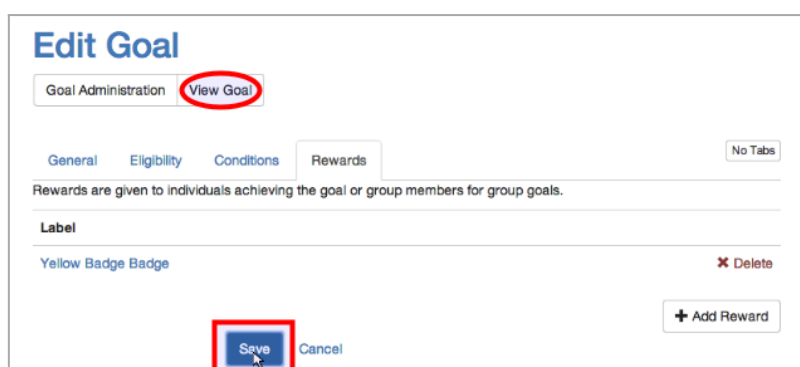 Edit Goal
Goal Administration View Goal
General Eligibility Conditions Rewards No Tabs
Rewards are given to individuals achieving the goal or group members for group goals.
Label
Yellow Badge Badge ✖ Delete
+ Add Reward
Save Cancel